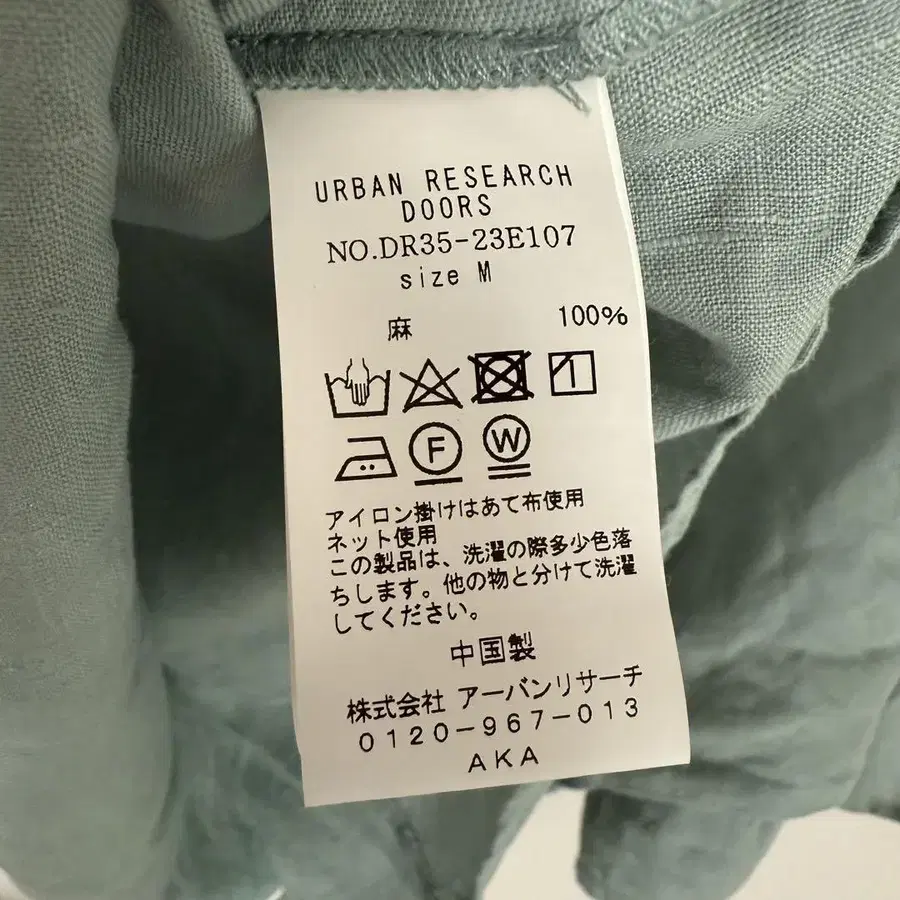 URBAN RESEARCH
DOORS
NO.DR35-23E107
size M
麻 100%
F W
アイロン掛けはあて布使用
ネット使用
この製品は、洗濯の際多少色落
ちします。他の物と分けて洗濯
してください。
中国製
株式会社 アーバンリサーチ
0120-967-013
AKA